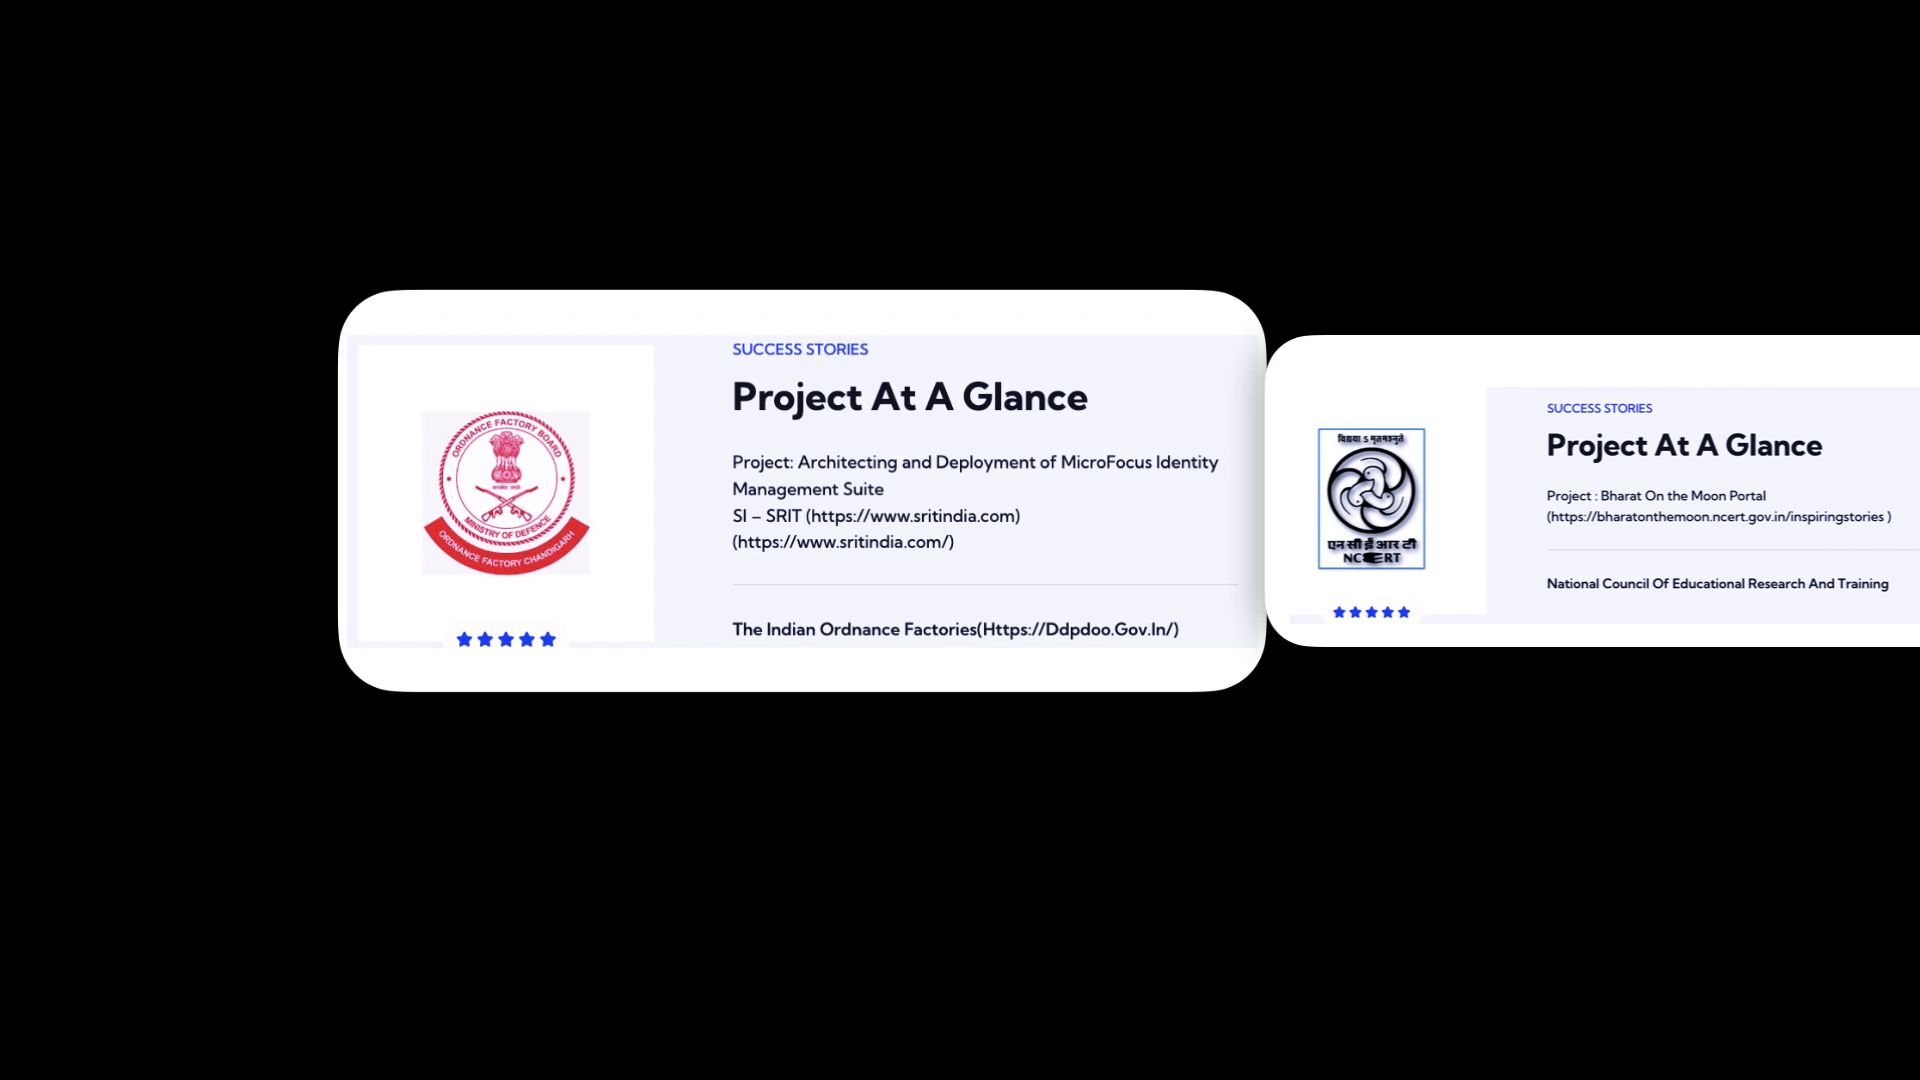 SUCCESS STORIES
Project At A Glance
ORDNANCE FACTORY BOARD
MINISTRY OF DEFENCE
ORDNANCE FACTORY CHANDIGARH
Project: Architecting and Deployment of MicroFocus Identity
Management Suite
SI – SRIT (https://www.sritindia.com)
(https://www.sritindia.com/)
The Indian Ordnance Factories(Https://Ddpdoo.Gov.In/)
SUCCESS STORIES
Project At A Glance
एन सी ई आर टी
Project : Bharat On the Moon Portal
(https://bharatonthemoon.ncert.gov.in/inspiringstories )
National Council Of Educational Research And Training